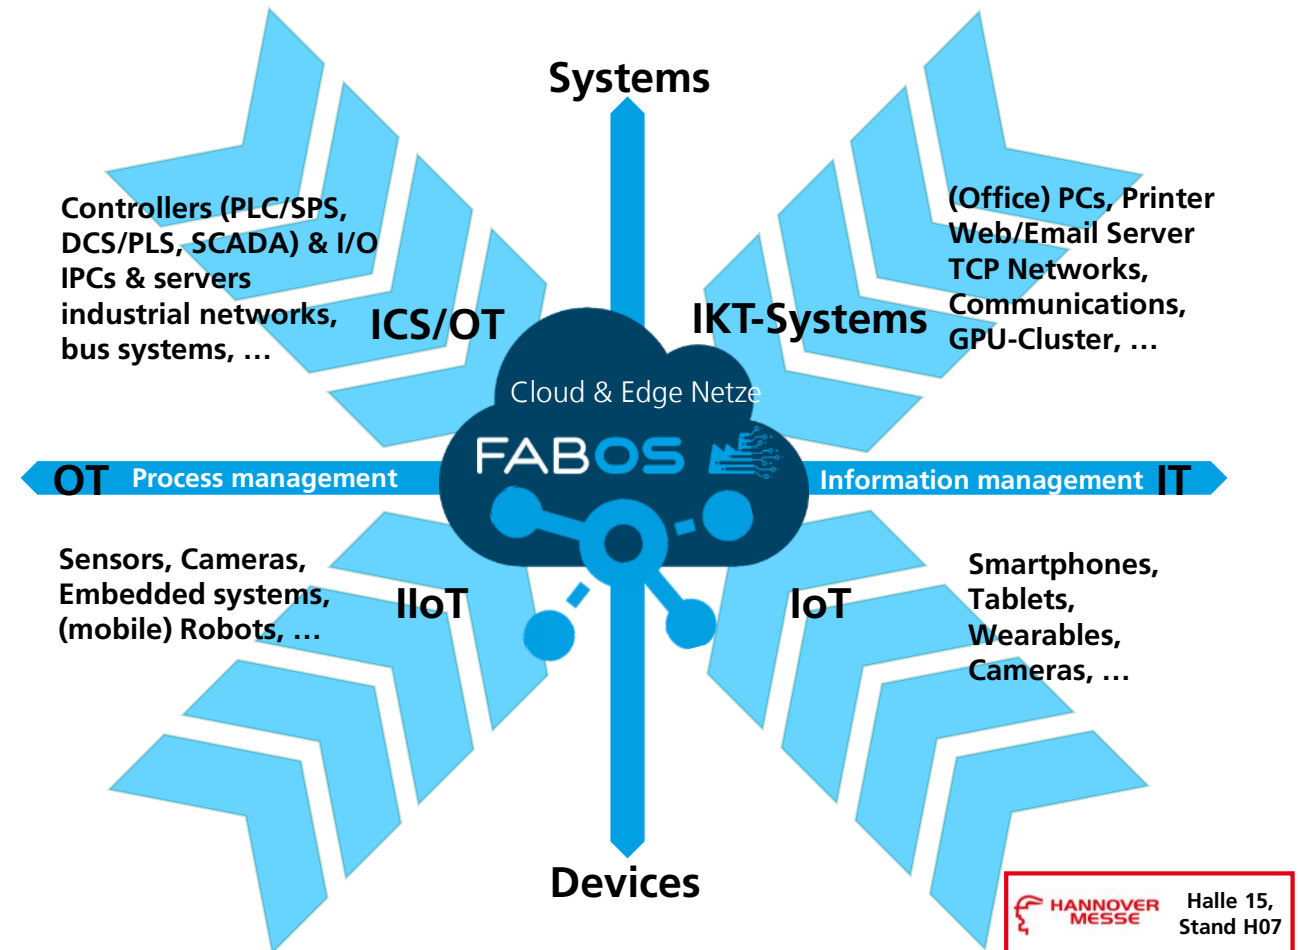 Systems
Controllers (PLC/SPS,
DCS/PLS, SCADA) & I/O
IPCs & servers
industrial networks,
bus systems, …
ICS/OT
IKT-Systems
(Office) PCs, Printer
Web/Email Server
TCP Networks,
Communications,
GPU-Cluster, …
Cloud & Edge Netze
FABOS
OT Process management
Information management IT
Sensors, Cameras,
Embedded systems,
(mobile) Robots, …
IIoT
IoT
Smartphones,
Tablets,
Wearables,
Cameras, …
Devices
HANNOVER
MESSE
Halle 15,
Stand H07